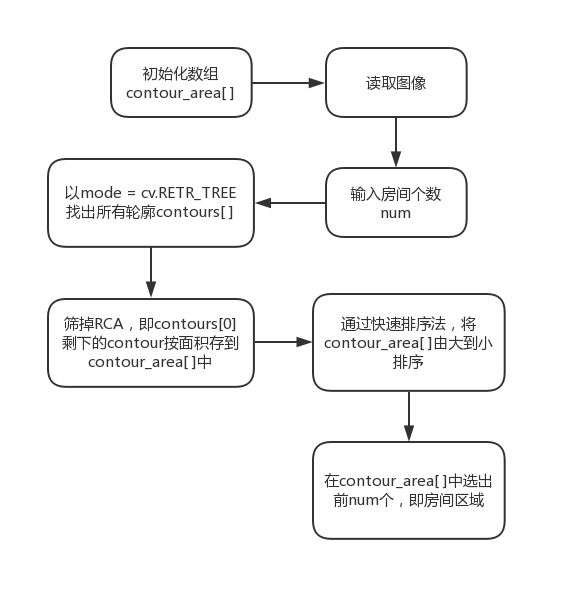 初始化数组
contour_area[ ]
读取图像
输入房间个数
num
以mode = cv.RETR_TREE
找出所有轮廓contours[ ]
筛掉RCA，即contours[0]
剩下的contour按面积存到
contour_area[ ]中
通过快速排序法，将
contour_area[ ]由大到小
排序
在contour_area[ ]中选出
前num个，即房间区域